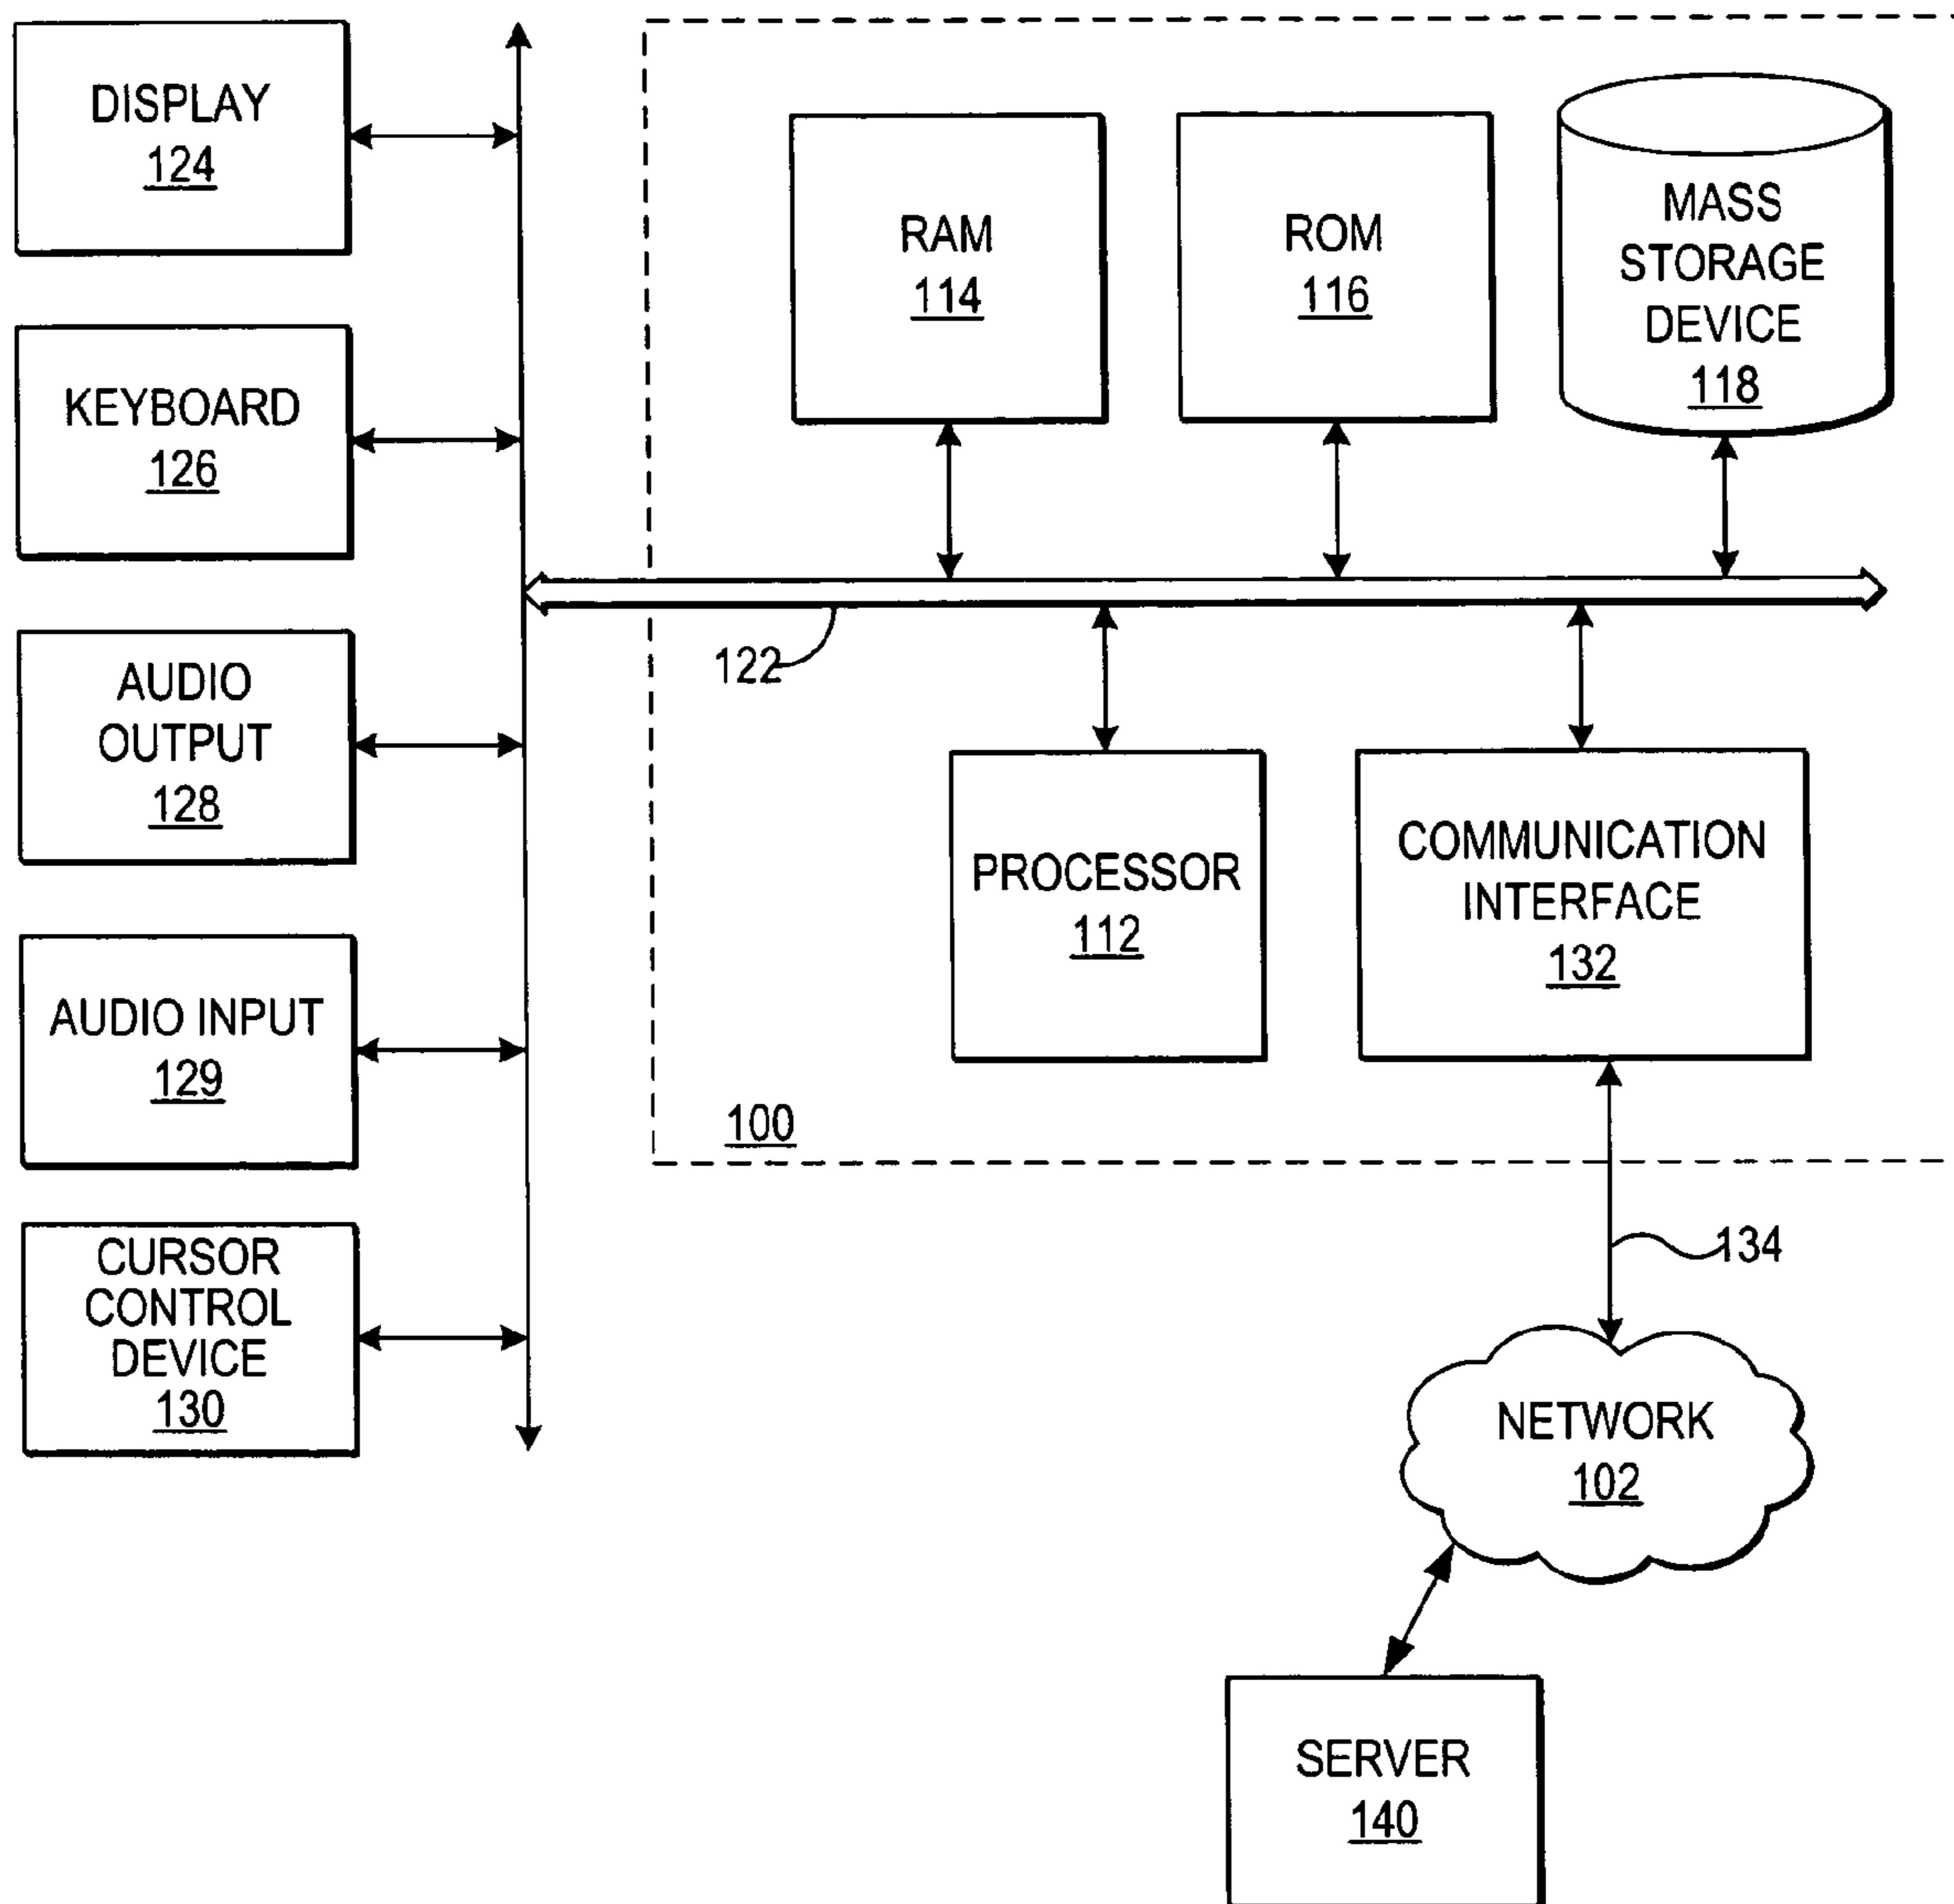 DISPLAY
124
KEYBOARD
126
AUDIO
OUTPUT
128
AUDIO INPUT
129
CURSOR
CONTROL
DEVICE
130
RAM
114
ROM
116
MASS
STORAGE
DEVICE
118
122
PROCESSOR
112
COMMUNICATION
INTERFACE
132
100
134
NETWORK
102
SERVER
140